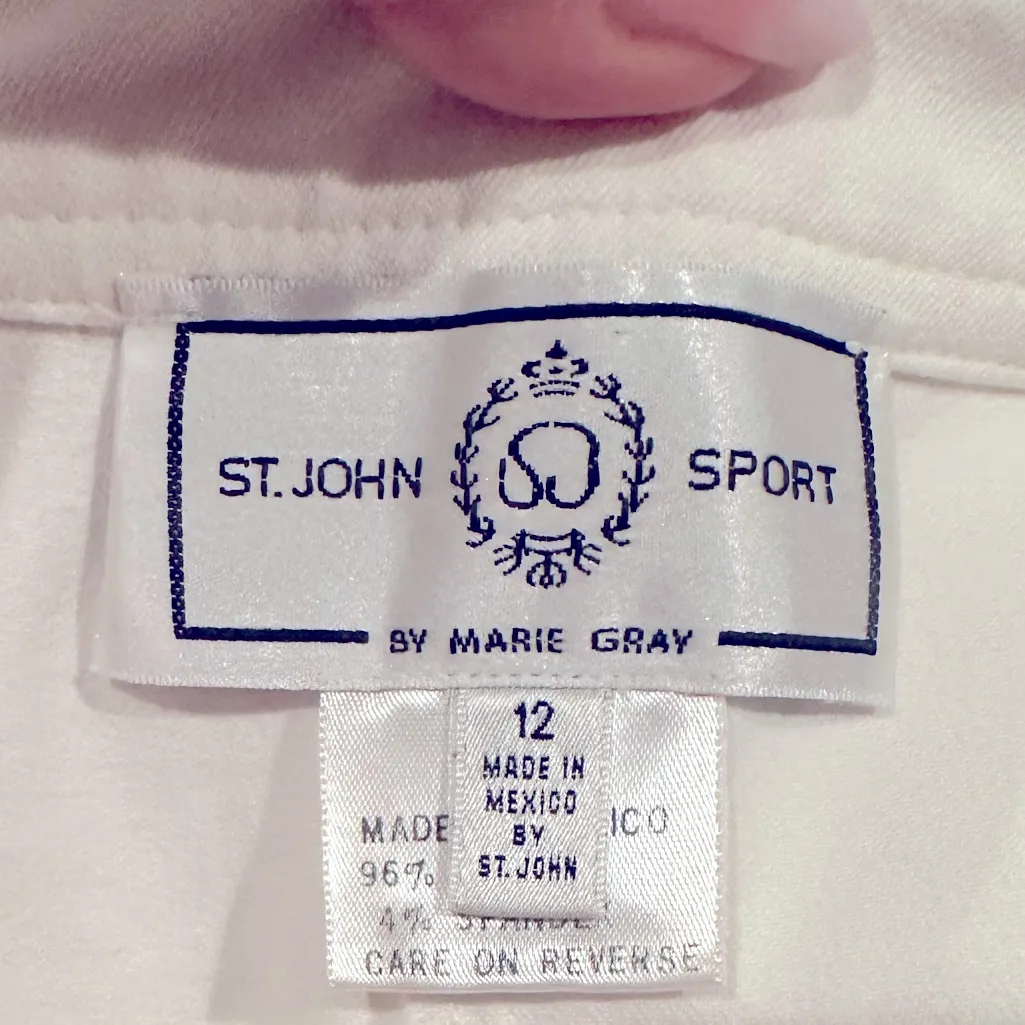 ST. JOHN SPORT
BY MARIE GRAY
12
MADE IN
MEXICO
BY
ST. JOHN
MADE ICO
96%
4% SPANDEX
CARE ON REVERSE